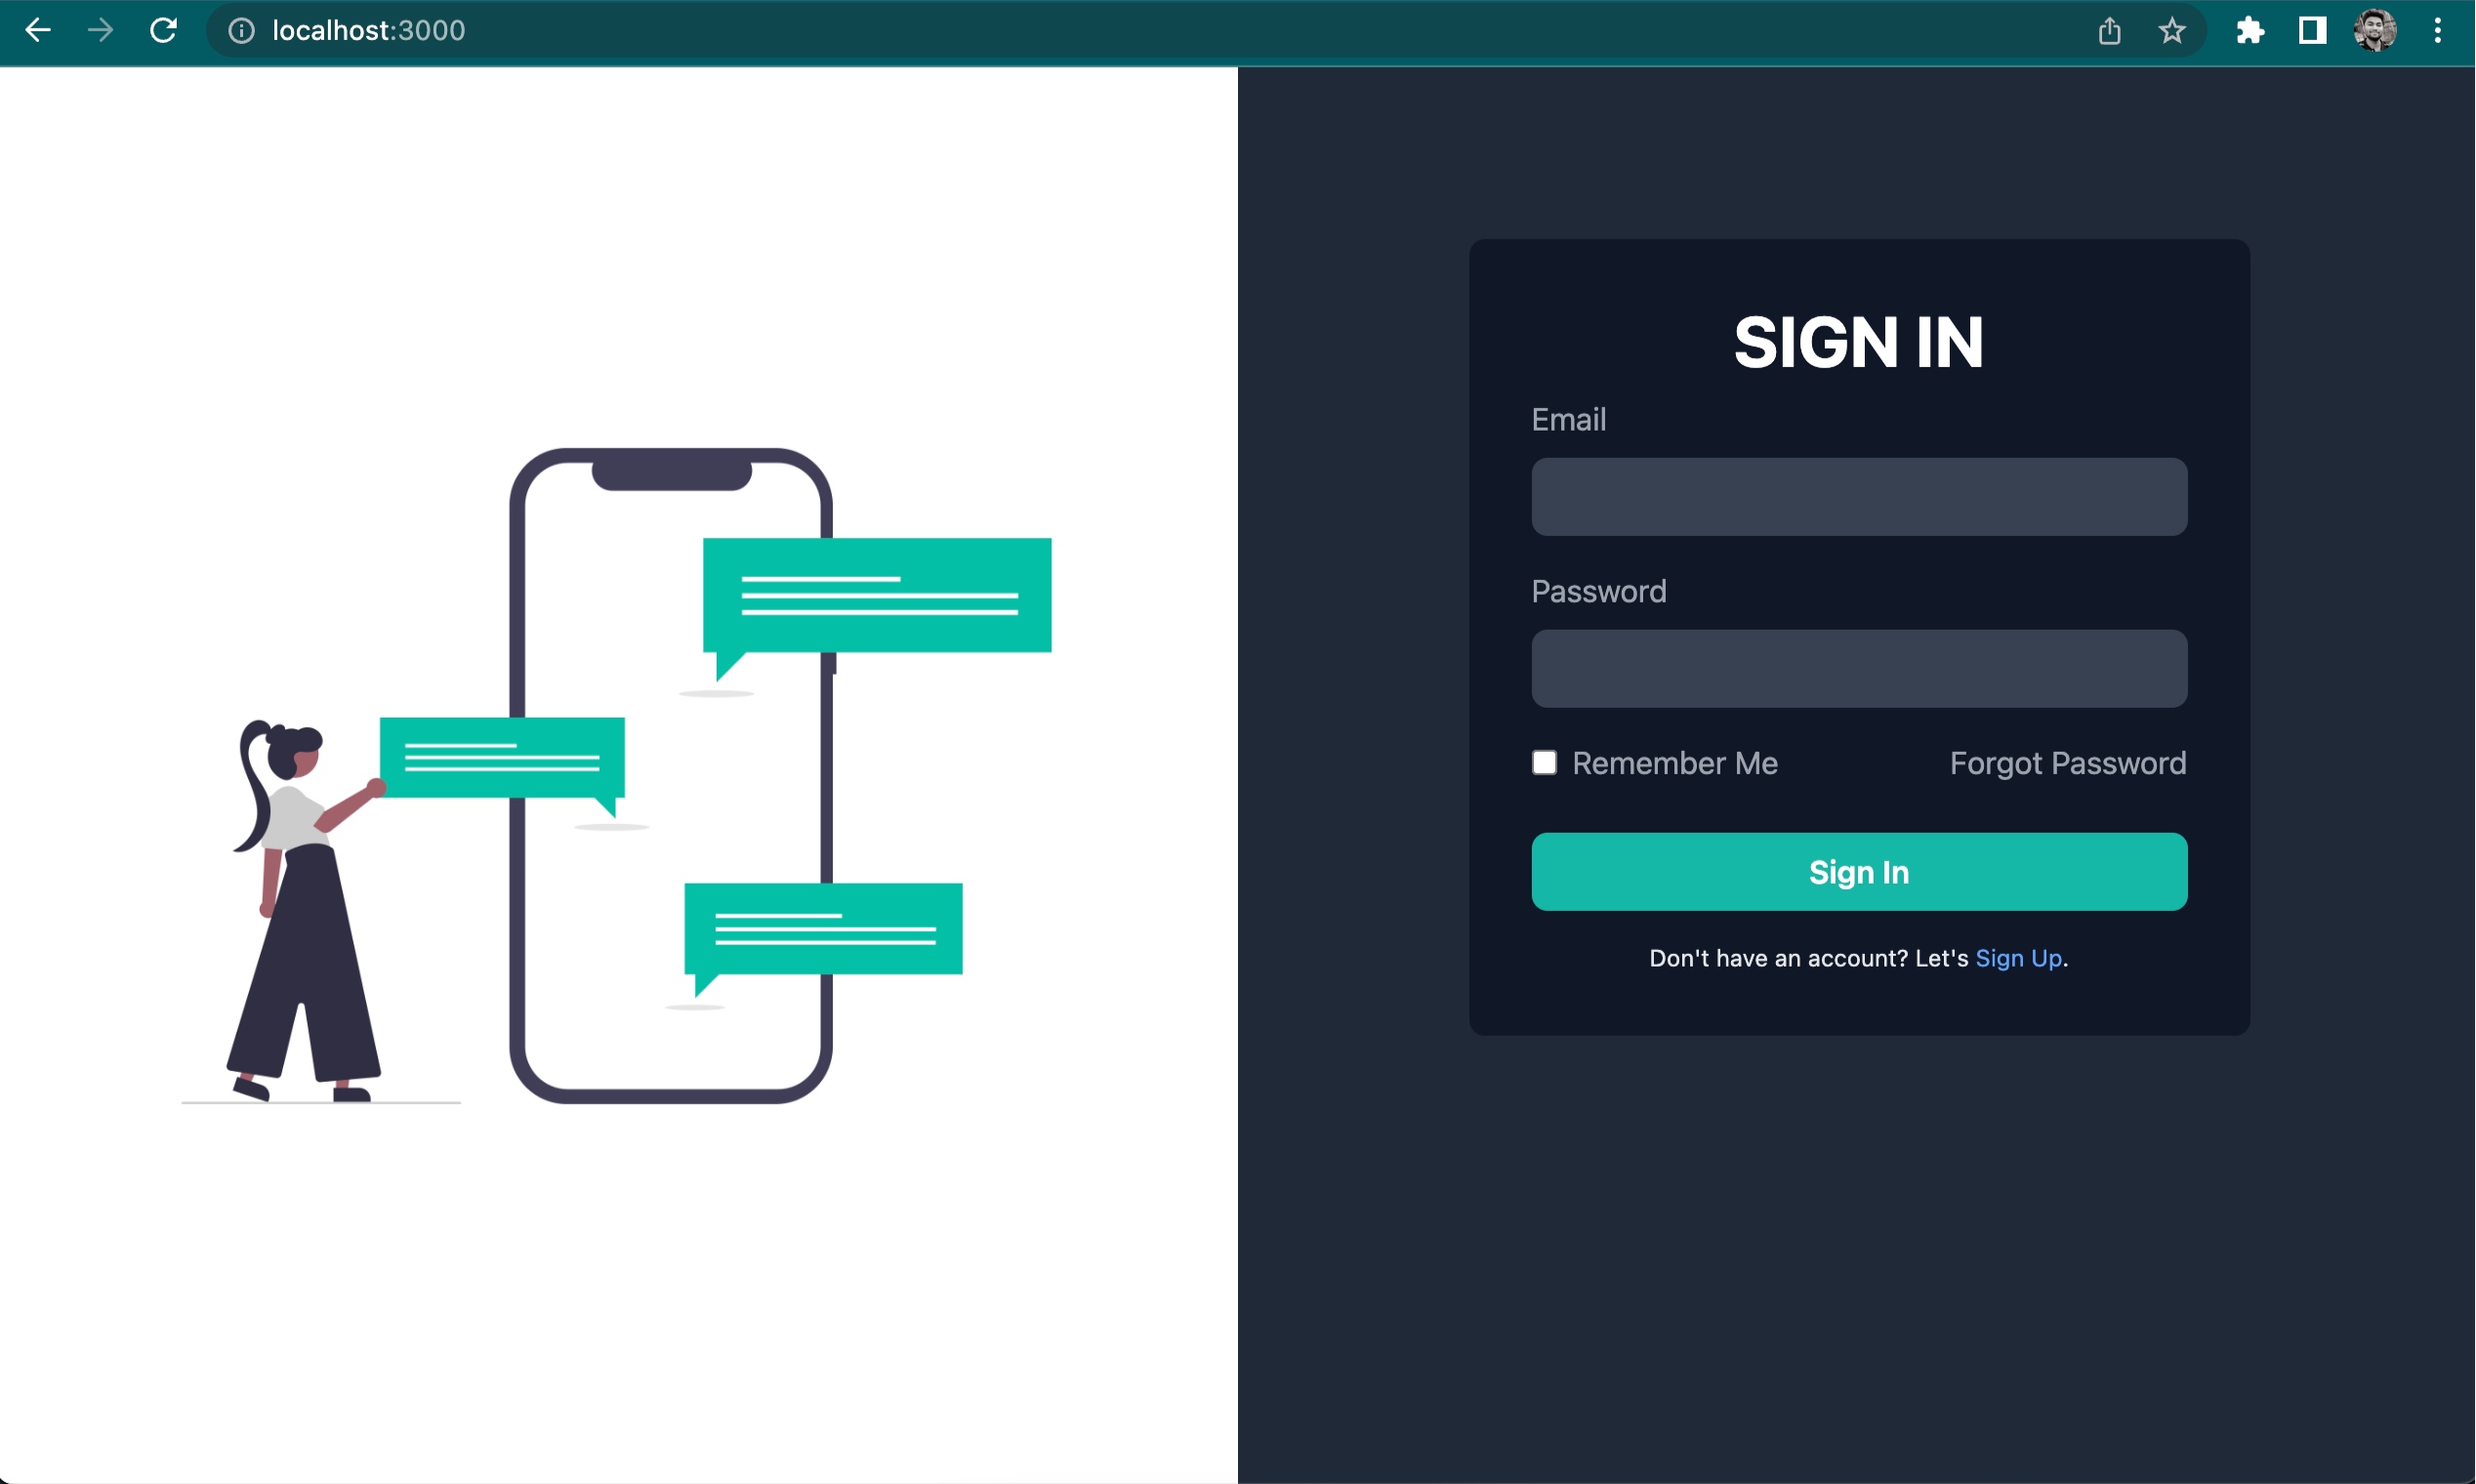 localhost:3000
SIGN IN
Email
Password
Remember Me Forgot Password
Sign In
Don't have an account? Let's Sign Up.